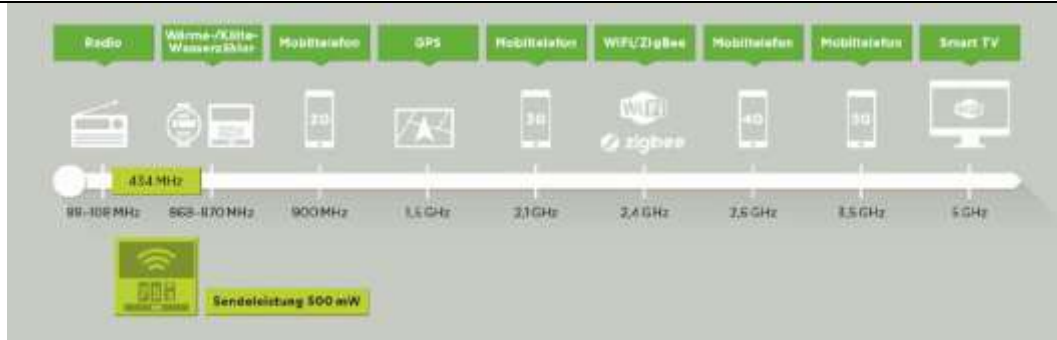 Radio
Wärme-/Kälte-
Wasserzähler
Mobiltelefon
GPS
Mobiltelefon
WiFi/ZigBee
Mobiltelefon
Mobiltelefon
Smart TV
2G
3G
WiFi
zigbee
4G
5G
434 MHz
88-108 MHz
868-870 MHz
900 MHz
1,5 GHz
2,1 GHz
2,4 GHz
2,6 GHz
3,5 GHz
5 GHz
Sendeleistung 500 mW